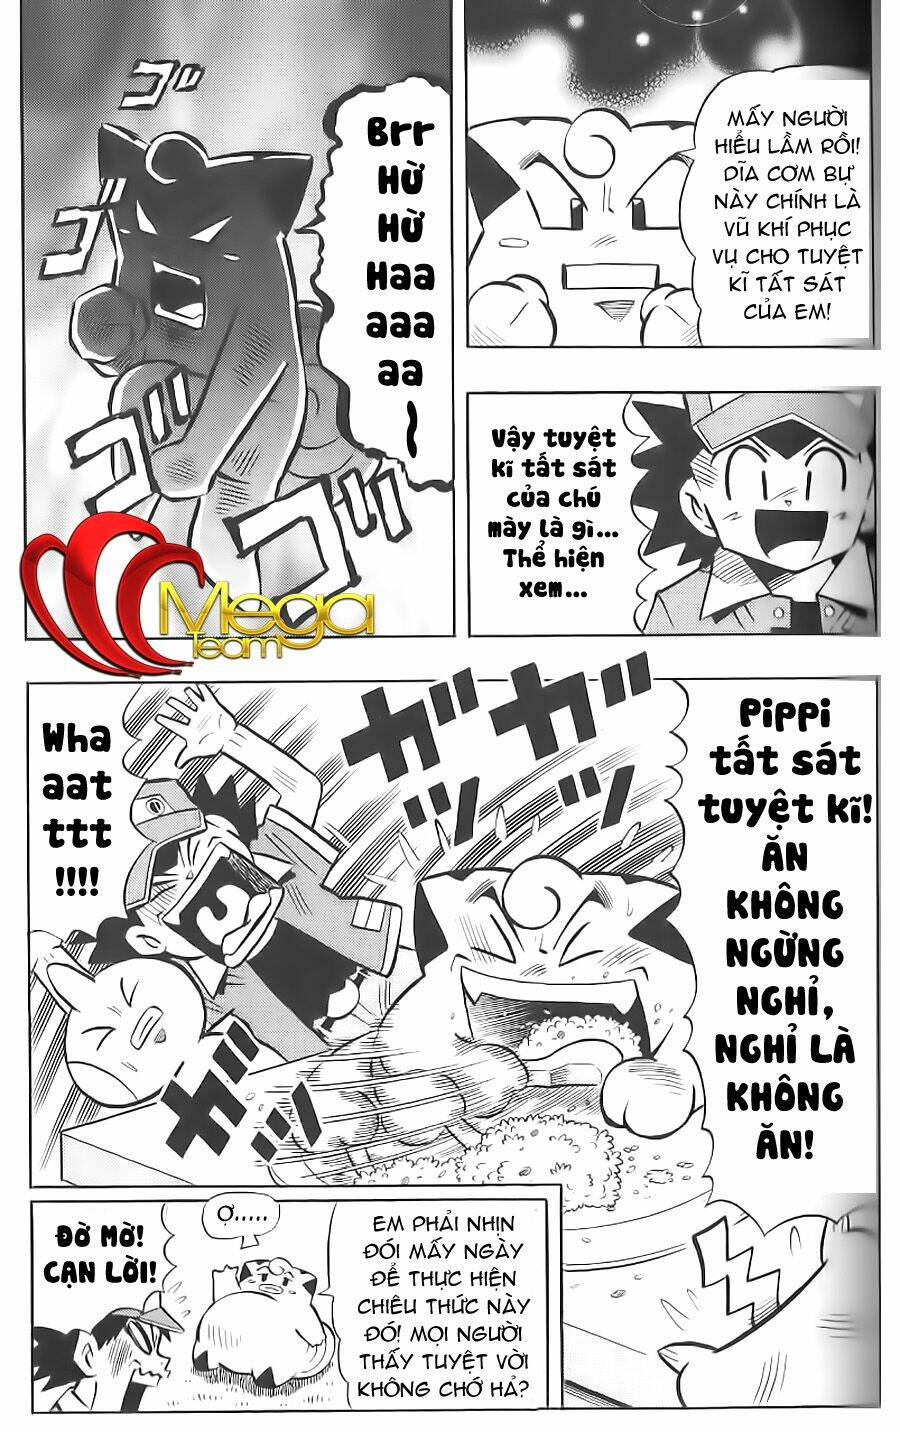 MẤY NGƯỜI
HIỂU LẦM RỒI!
DĨA CƠM BỰ
NÀY CHÍNH LÀ
VŨ KHÍ PHỤC
VỤ CHO TUYỆT
KĨ TẤT SÁT
CỦA EM!
Vậy tuyệt
kĩ tất sát
của chú
mày là gì...
Thể hiện
xem...
ゴ
ゴ
ゴ
ゴ
Brr
Hừ
Hừ
Haa
aaaa
aa~
Mega
Team
Pippi
tất sát
tuyệt kĩ!
ĂN
KHÔNG
NGỪNG
NGHỈ,
NGHỈ LÀ
KHÔNG
ĂN!
ガガ
ガッ
Wha
aat
ttt
!!!!
EM PHẢI NHỊN
ĐÓI MẤY NGÀY
ĐỂ THỰC HIỆN
CHIÊU THỨC NÀY
ĐÓ! MỌI NGƯỜI
THẤY TUYỆT VỜI
KHÔNG CHỚ HẢ?
Ợ.....
ĐỜ MỜ!
CẠN LỜI!